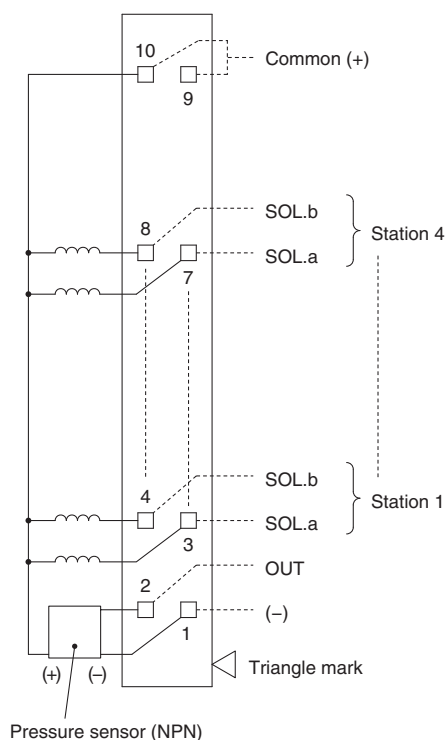 10
Common (+)
9
8
SOL.b
SOL.a
Station 4
7
4
SOL.b
SOL.a
Station 1
3
OUT
2
1
(−)
Triangle mark
(+) (−)
Pressure sensor (NPN)